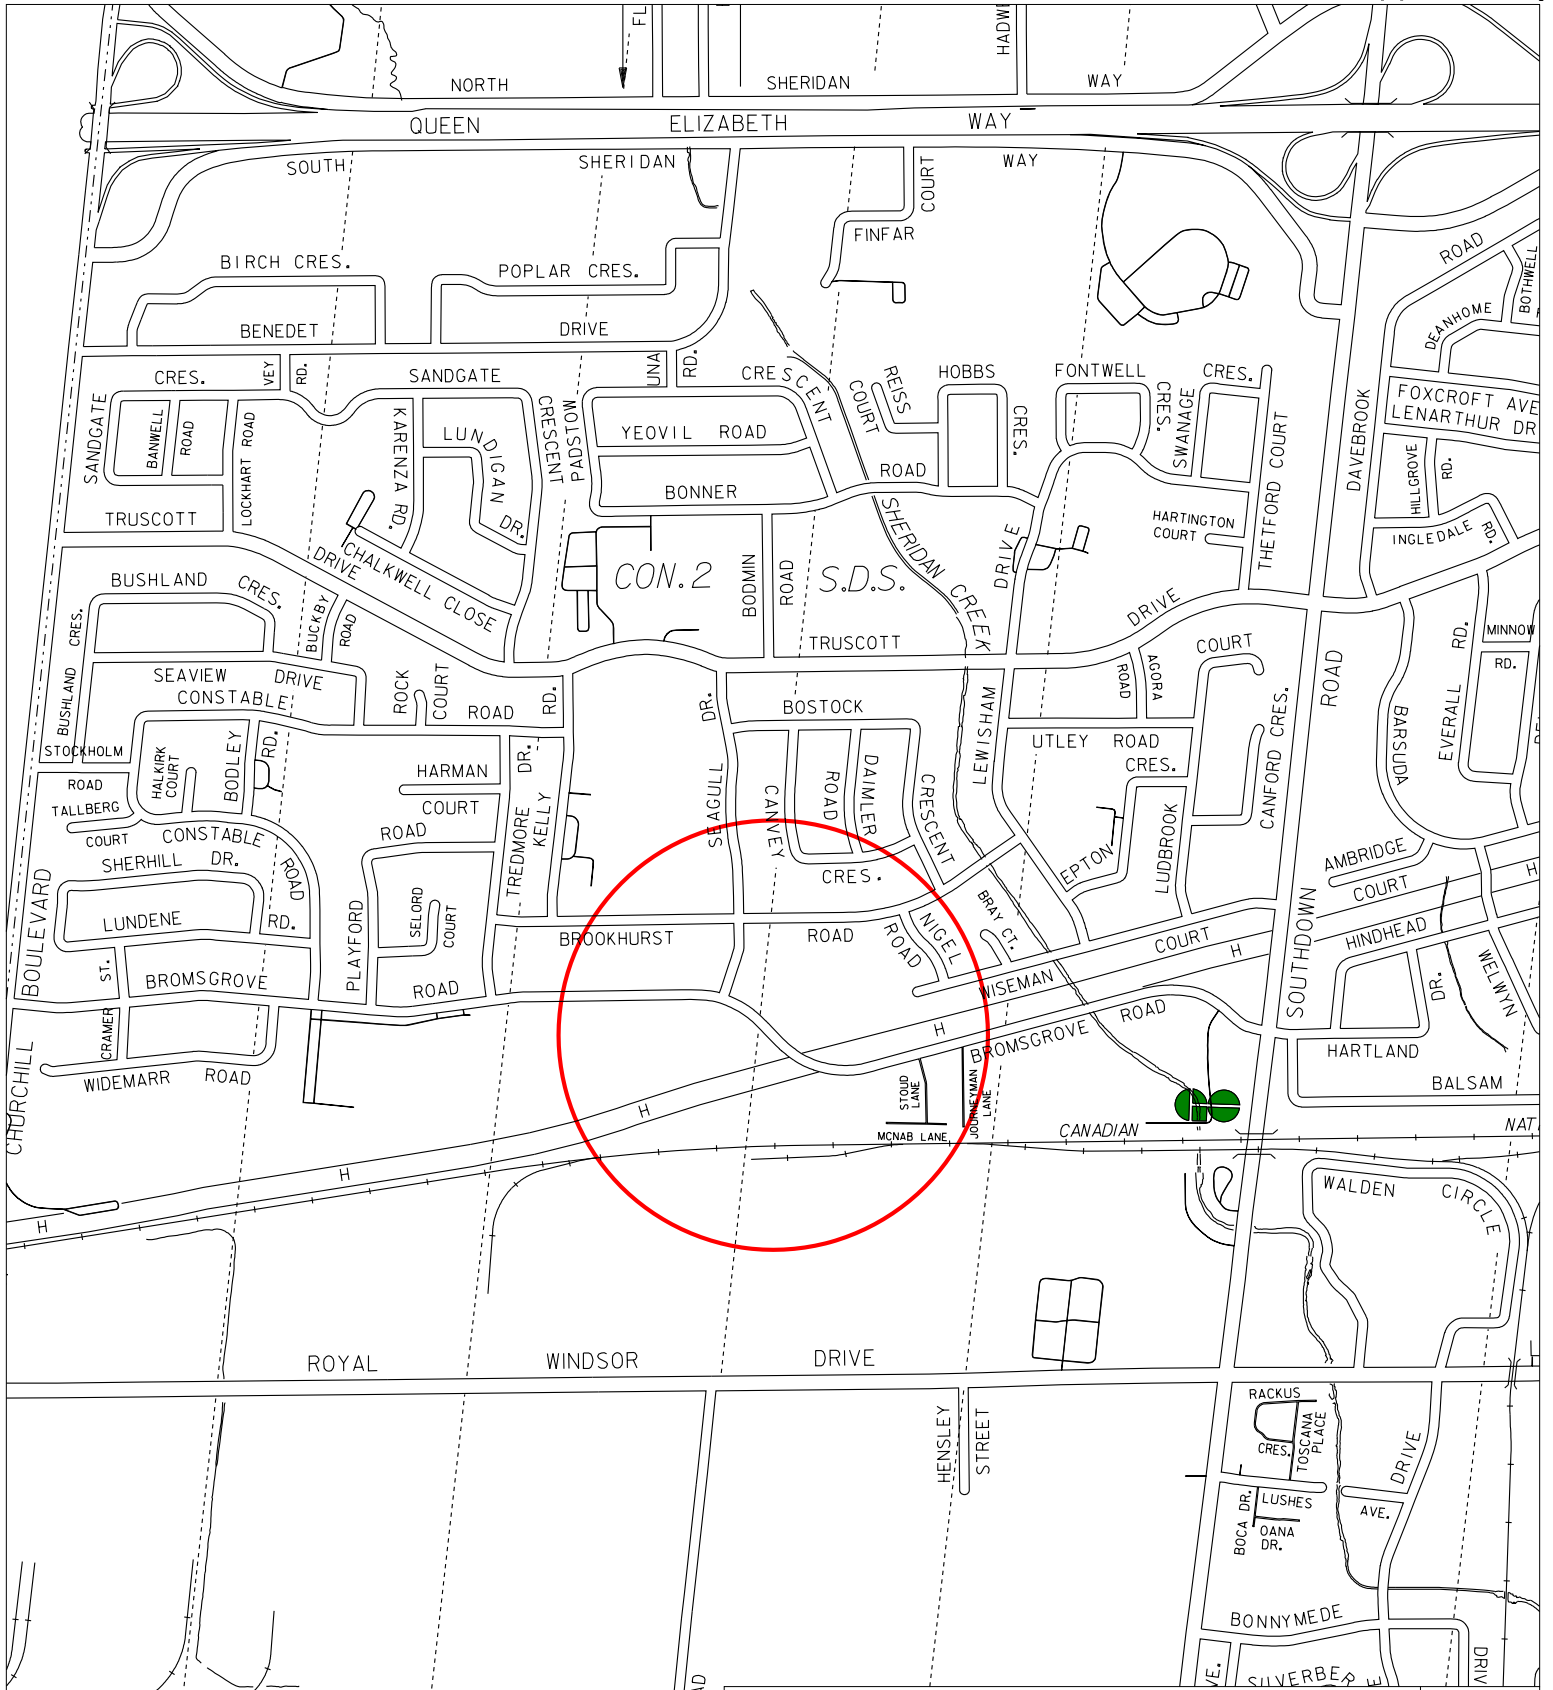 NORTH SHERIDAN WAY
QUEEN ELIZABETH WAY
SOUTH SHERIDAN WAY
FINFAR COURT
BIRCH CRES.
POPLAR CRES.
BENEDET DRIVE
ROAD
BOTHWELL
DEANHOME
FOXCROFT AVE
LENARTHUR DR
DAVEBROOK
SANDGATE CRES.
VEY RD.
SANDGATE CRESCENT
UNA RD.
PADSTOW CRESCENT
REISS COURT
HOBBS CRES.
FONTWELL CRES.
SWANAGE CRES.
THETFORD COURT
BANWELL ROAD
LOCKHART ROAD
KARENZA RD.
LUNDIGAN DR.
YEOVIL ROAD
BONNER ROAD
HILLGROVE RD.
INGLEDALE RD.
HARTINGTON
COURT
TRUSCOTT DRIVE
CHALKWELL CLOSE
CON. 2 S.D.S.
BODMIN ROAD
SHERIDAN CREEK
DRIVE
TRUSCOTT DRIVE
BUSHLAND CRES.
BUSHLAND CRES.
BUCKBY ROAD
SEAVIEW DRIVE
CONSTABLE ROAD
ROCK COURT
RD.
SEAGULL DR.
BOSTOCK CRESCENT
LEWISHAM
AGORA ROAD
COURT
UTLEY ROAD
CRES.
CANFORD CRES.
ROAD
BARSUDA
EVERALL RD.
MINNOW
RD.
STOCKHOLM
ROAD
TALLBERG
COURT
HALKIRK
COURT
BODLEY RD.
CONSTABLE ROAD
HARMAN
COURT
TREDMORE DR.
KELLY
CANVEY CRES.
DAIMLER ROAD
EPTON
LUDBROOK
AMBRIDGE
COURT
SHERHILL DR.
LUNDENE RD.
ST.
PLAYFORD ROAD
SELORD
COURT
BROOKHURST ROAD
NIGEL ROAD
BRAY CT.
WISEMAN COURT
SOUTHDOWN
HINDHEAD
WELWYN
DR.
HARTLAND
BALSAM
BOULEVARD
CHURCHILL
BROMSGROVE ROAD
CRAMER
WIDEMARR ROAD
BROMSGROVE ROAD
H
H
H
H
H
H
STOUD
LANE
JOURNEYMAN
LANE
MCNAB LANE
CANADIAN
NAT
WALDEN CIRCLE
ROYAL WINDSOR DRIVE
HENSLEY STREET
RACKUS
CRES.
TOSCANA
PLACE
BOCA DR.
LUSHES AVE.
OANA
DR.
DRIVE
BONNYMEDE
DRIV
VE.
SILVERBER